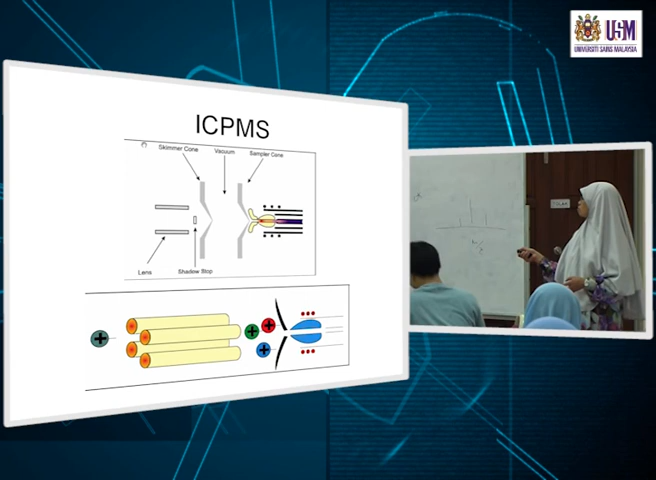 USM
UNIVERSITI SAINS MALAYSIA
ICPMS
Skimmer Cone
Vacuum
Sampler Cone
Lens
Shadow Stop